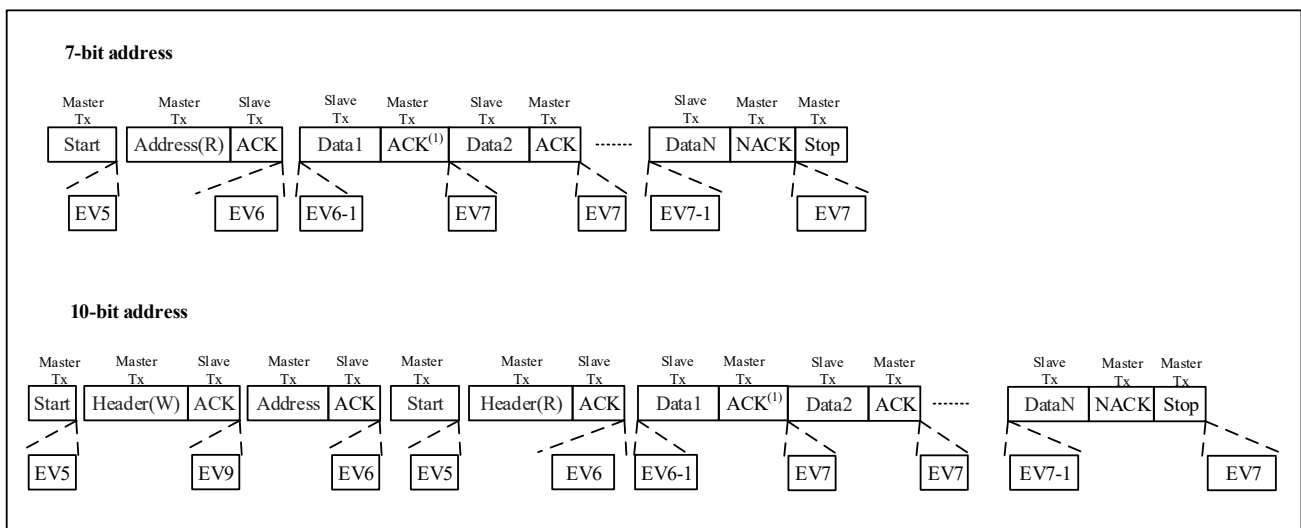 7-bit address
Master Tx Master Tx Slave Tx Slave Tx Master Tx Slave Tx Master Tx Slave Tx Master Tx Master Tx
Start Address(R) ACK Data1 ACK(1) Data2 ACK ........ DataN NACK Stop
EV5 EV6 EV6-1 EV7 EV7 EV7-1 EV7
10-bit address
Master Tx Master Tx Slave Tx Master Tx Slave Tx Master Tx Master Tx Slave Tx Slave Tx Master Tx Slave Tx Master Tx Slave Tx Master Tx Master Tx
Start Header(W) ACK Address ACK Start Header(R) ACK Data1 ACK(1) Data2 ACK ........ DataN NACK Stop
EV5 EV9 EV6 EV5 EV6 EV6-1 EV7 EV7 EV7-1 EV7